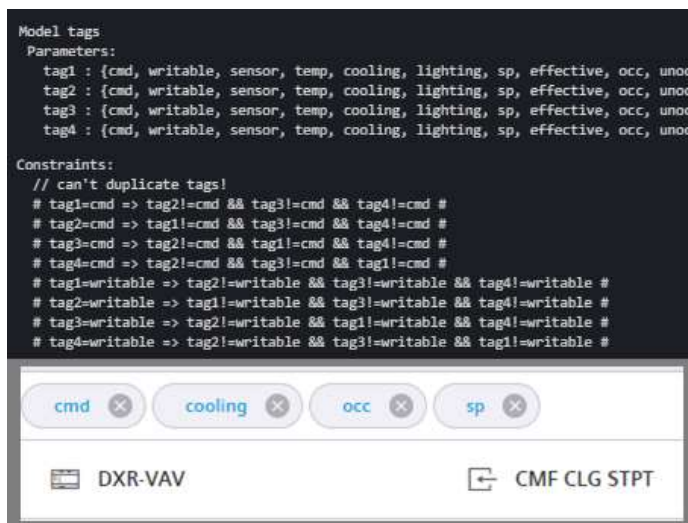 Model tags
Parameters:
tag1 : {cmd, writable, sensor, temp, cooling, lighting, sp, effective, occ, unoc
tag2 : {cmd, writable, sensor, temp, cooling, lighting, sp, effective, occ, unoc
tag3 : {cmd, writable, sensor, temp, cooling, lighting, sp, effective, occ, unoc
tag4 : {cmd, writable, sensor, temp, cooling, lighting, sp, effective, occ, unoc
Constraints:
// can't duplicate tags!
# tag1=cmd => tag2!=cmd && tag3!=cmd && tag4!=cmd #
# tag2=cmd => tag1!=cmd && tag3!=cmd && tag4!=cmd #
# tag3=cmd => tag2!=cmd && tag1!=cmd && tag4!=cmd #
# tag4=cmd => tag2!=cmd && tag3!=cmd && tag1!=cmd #
# tag1=writable => tag2!=writable && tag3!=writable && tag4!=writable #
# tag2=writable => tag1!=writable && tag3!=writable && tag4!=writable #
# tag3=writable => tag2!=writable && tag1!=writable && tag4!=writable #
# tag4=writable => tag2!=writable && tag3!=writable && tag1!=writable #
cmd cooling occ sp
DXR-VAV CMF CLG STPT